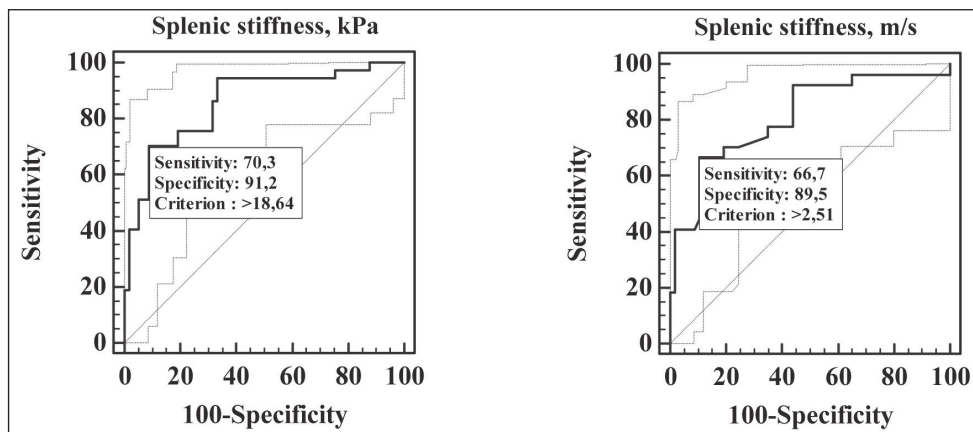 Splenic stiffness, kPa
100
80
60
40
20
0
Sensitivity
Sensitivity: 70,3
Specificity: 91,2
Criterion : >18,64
0 20 40 60 80 100
100-Specificity
Splenic stiffness, m/s
100
80
60
40
20
0
Sensitivity
Sensitivity: 66,7
Specificity: 89,5
Criterion : >2,51
0 20 40 60 80 100
100-Specificity